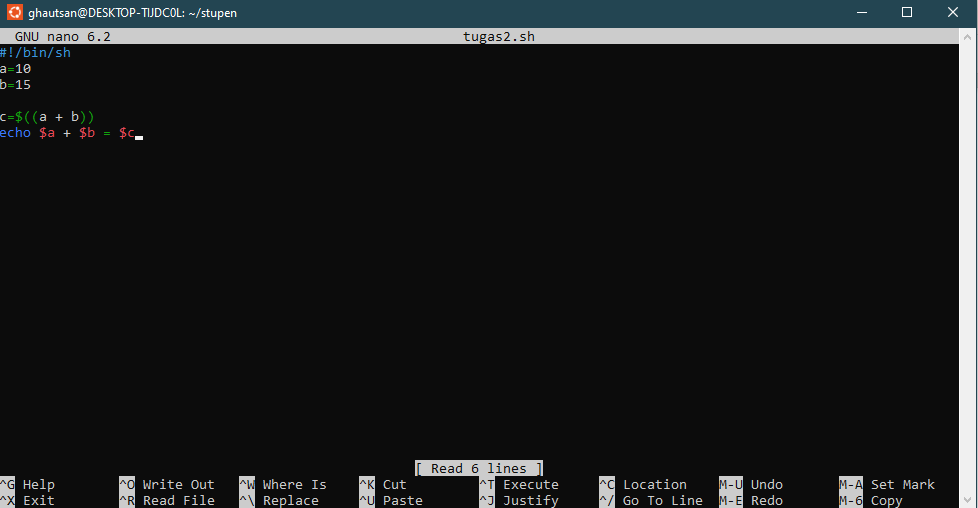 ghautsan@DESKTOP-TIJDC0L: ~/stupen
GNU nano 6.2 tugas2.sh
#!/bin/sh
a=10
b=15
c=$((a + b))
echo $a + $b = $c
[ Read 6 lines ]
^G Help ^O Write Out ^W Where Is ^K Cut ^T Execute ^C Location M-U Undo M-A Set Mark
^X Exit ^R Read File ^\ Replace ^U Paste ^J Justify ^/ Go To Line M-E Redo M-6 Copy